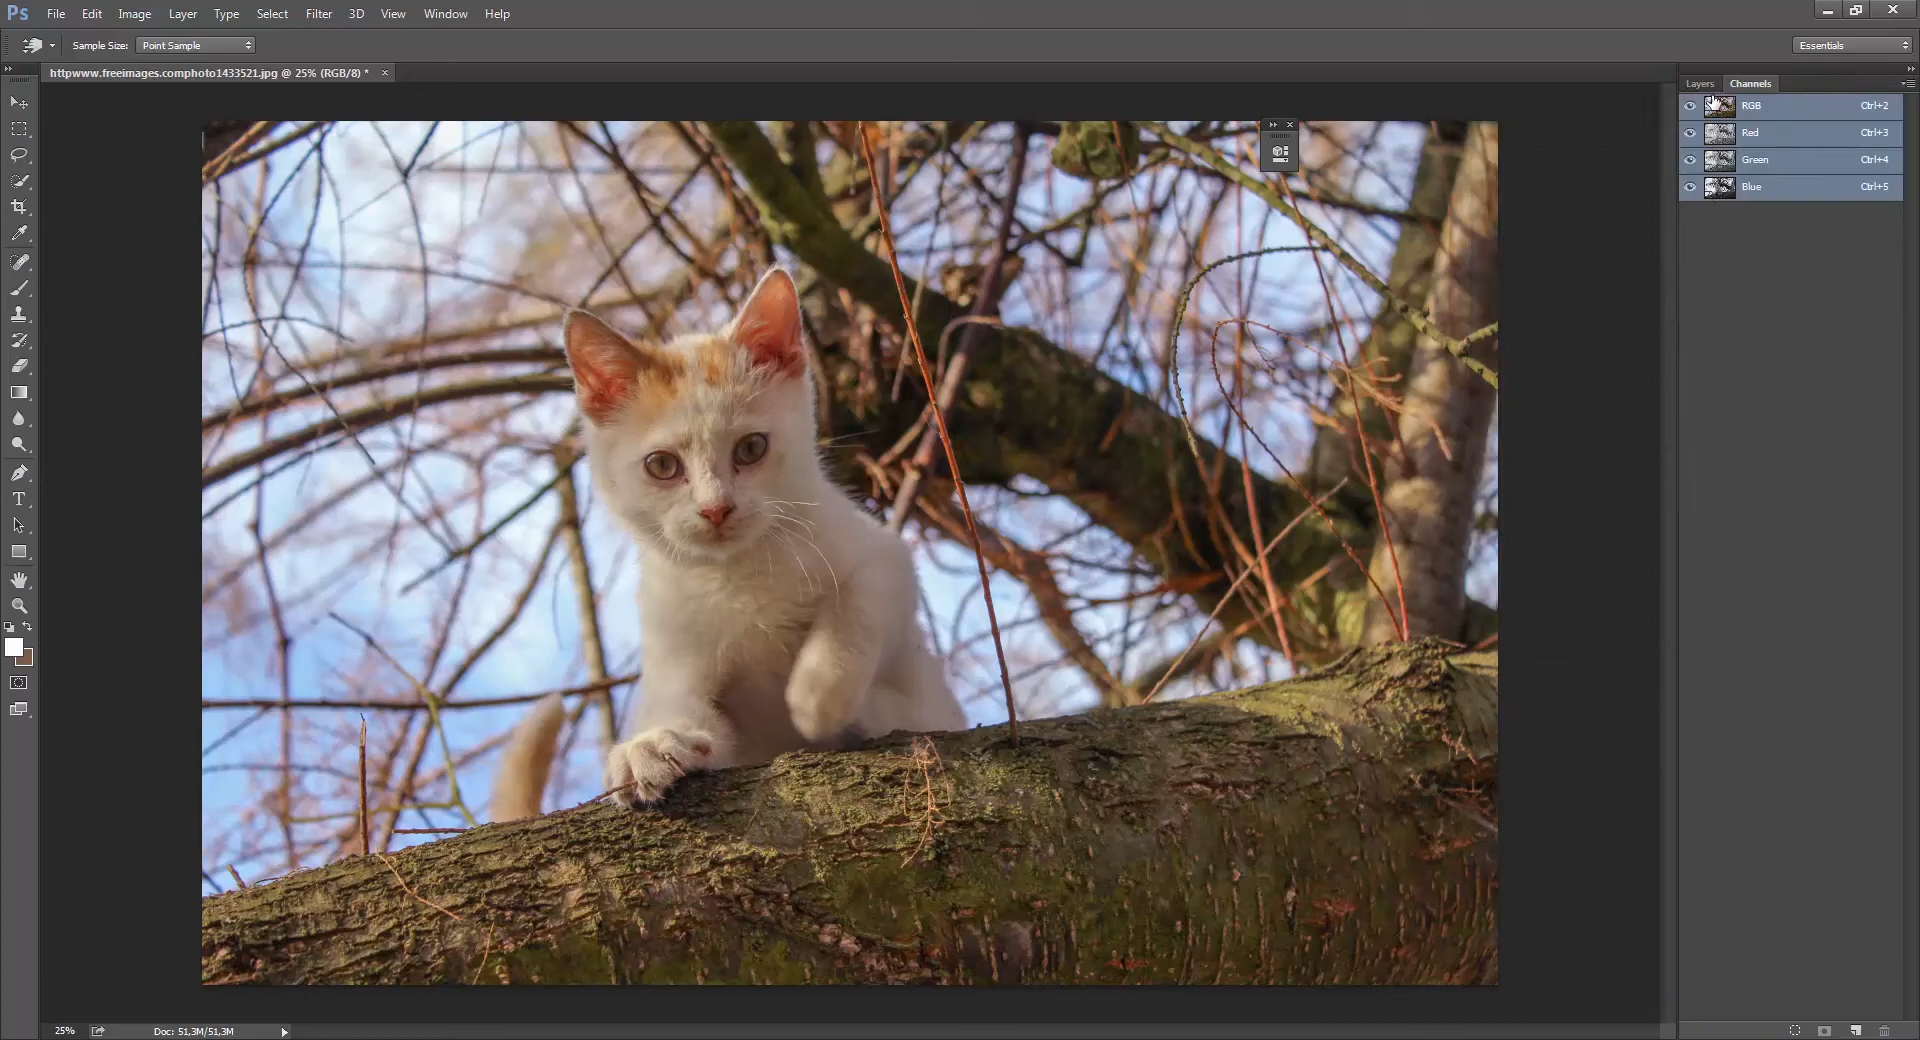 Ps File Edit Image Layer Type Select Filter 3D View Window Help
Sample Size: Point Sample Essentials
httpwww.freeimages.comphoto1433521.jpg @ 25% (RGB/8) *
Layers Channels
RGB Ctrl+2
Red Ctrl+3
Green Ctrl+4
Blue Ctrl+5
T
25% Doc: 51,3M/51,3M